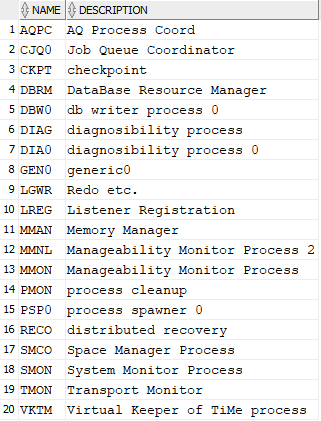 NAME DESCRIPTION
1 AQPC AQ Process Coord
2 CJQ0 Job Queue Coordinator
3 CKPT checkpoint
4 DBRM DataBase Resource Manager
5 DBW0 db writer process 0
6 DIAG diagnosibility process
7 DIA0 diagnosibility process 0
8 GEN0 generic0
9 LGWR Redo etc.
10 LREG Listener Registration
11 MMAN Memory Manager
12 MMNL Manageability Monitor Process 2
13 MMON Manageability Monitor Process
14 PMON process cleanup
15 PSP0 process spawner 0
16 RECO distributed recovery
17 SMCO Space Manager Process
18 SMON System Monitor Process
19 TMON Transport Monitor
20 VKTM Virtual Keeper of TiMe process